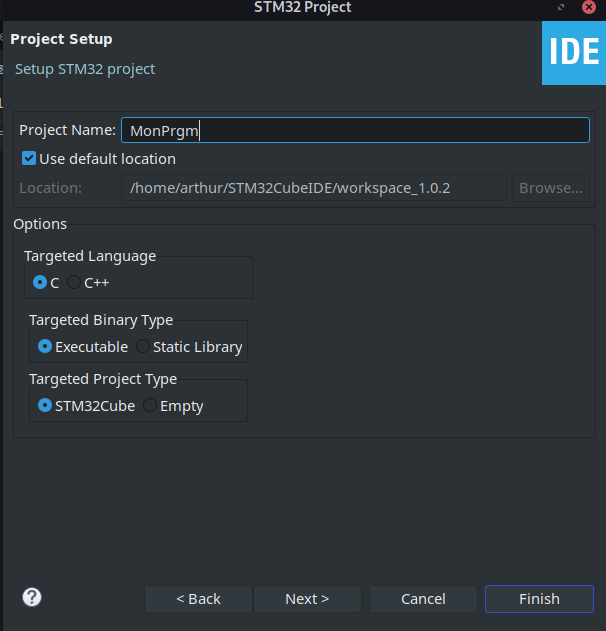 STM32 Project
Project Setup
IDE
Setup STM32 project
Project Name: MonPrgm
Use default location
Location: /home/arthur/STM32CubeIDE/workspace_1.0.2 Browse...
Options
Targeted Language
C C++
Targeted Binary Type
Executable Static Library
Targeted Project Type
STM32Cube Empty
? < Back Next > Cancel Finish